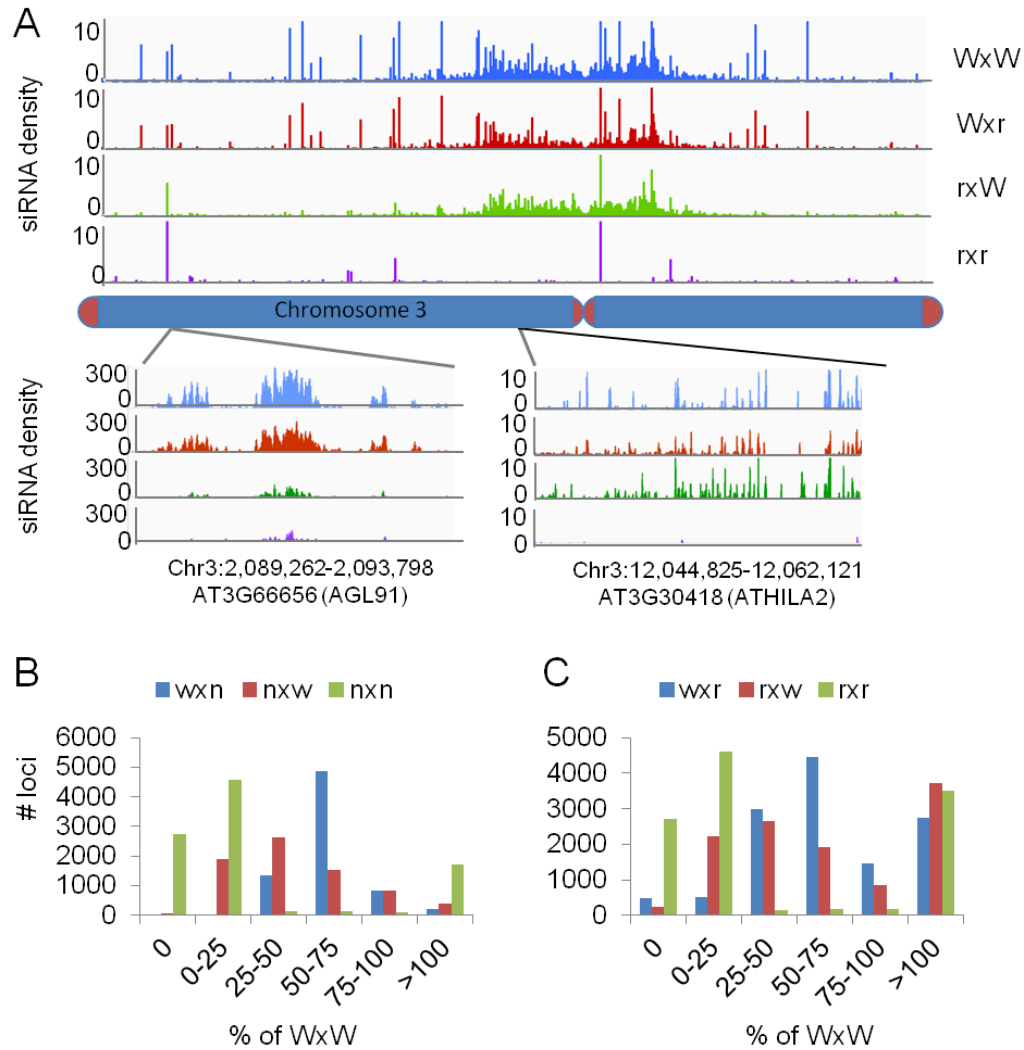 A
siRNA density
10
0
WxW
10
0
Wxr
10
0
rxW
10
0
rxr
Chromosome 3
siRNA density
300
0
300
0
300
0
300
0
Chr3:2,089,262-2,093,798
AT3G66656 (AGL91)
10
0
10
0
10
0
10
0
Chr3:12,044,825-12,062,121
AT3G30418 (ATHILA2)
B
wxn nxw nxn
# loci
6000
5000
4000
3000
2000
1000
0
0 0-25 25-50 50-75 75-100 >100
% of WxW
C
wxr rxw rxr
5000
4000
3000
2000
1000
0
0 0-25 25-50 50-75 75-100 >100
% of WxW